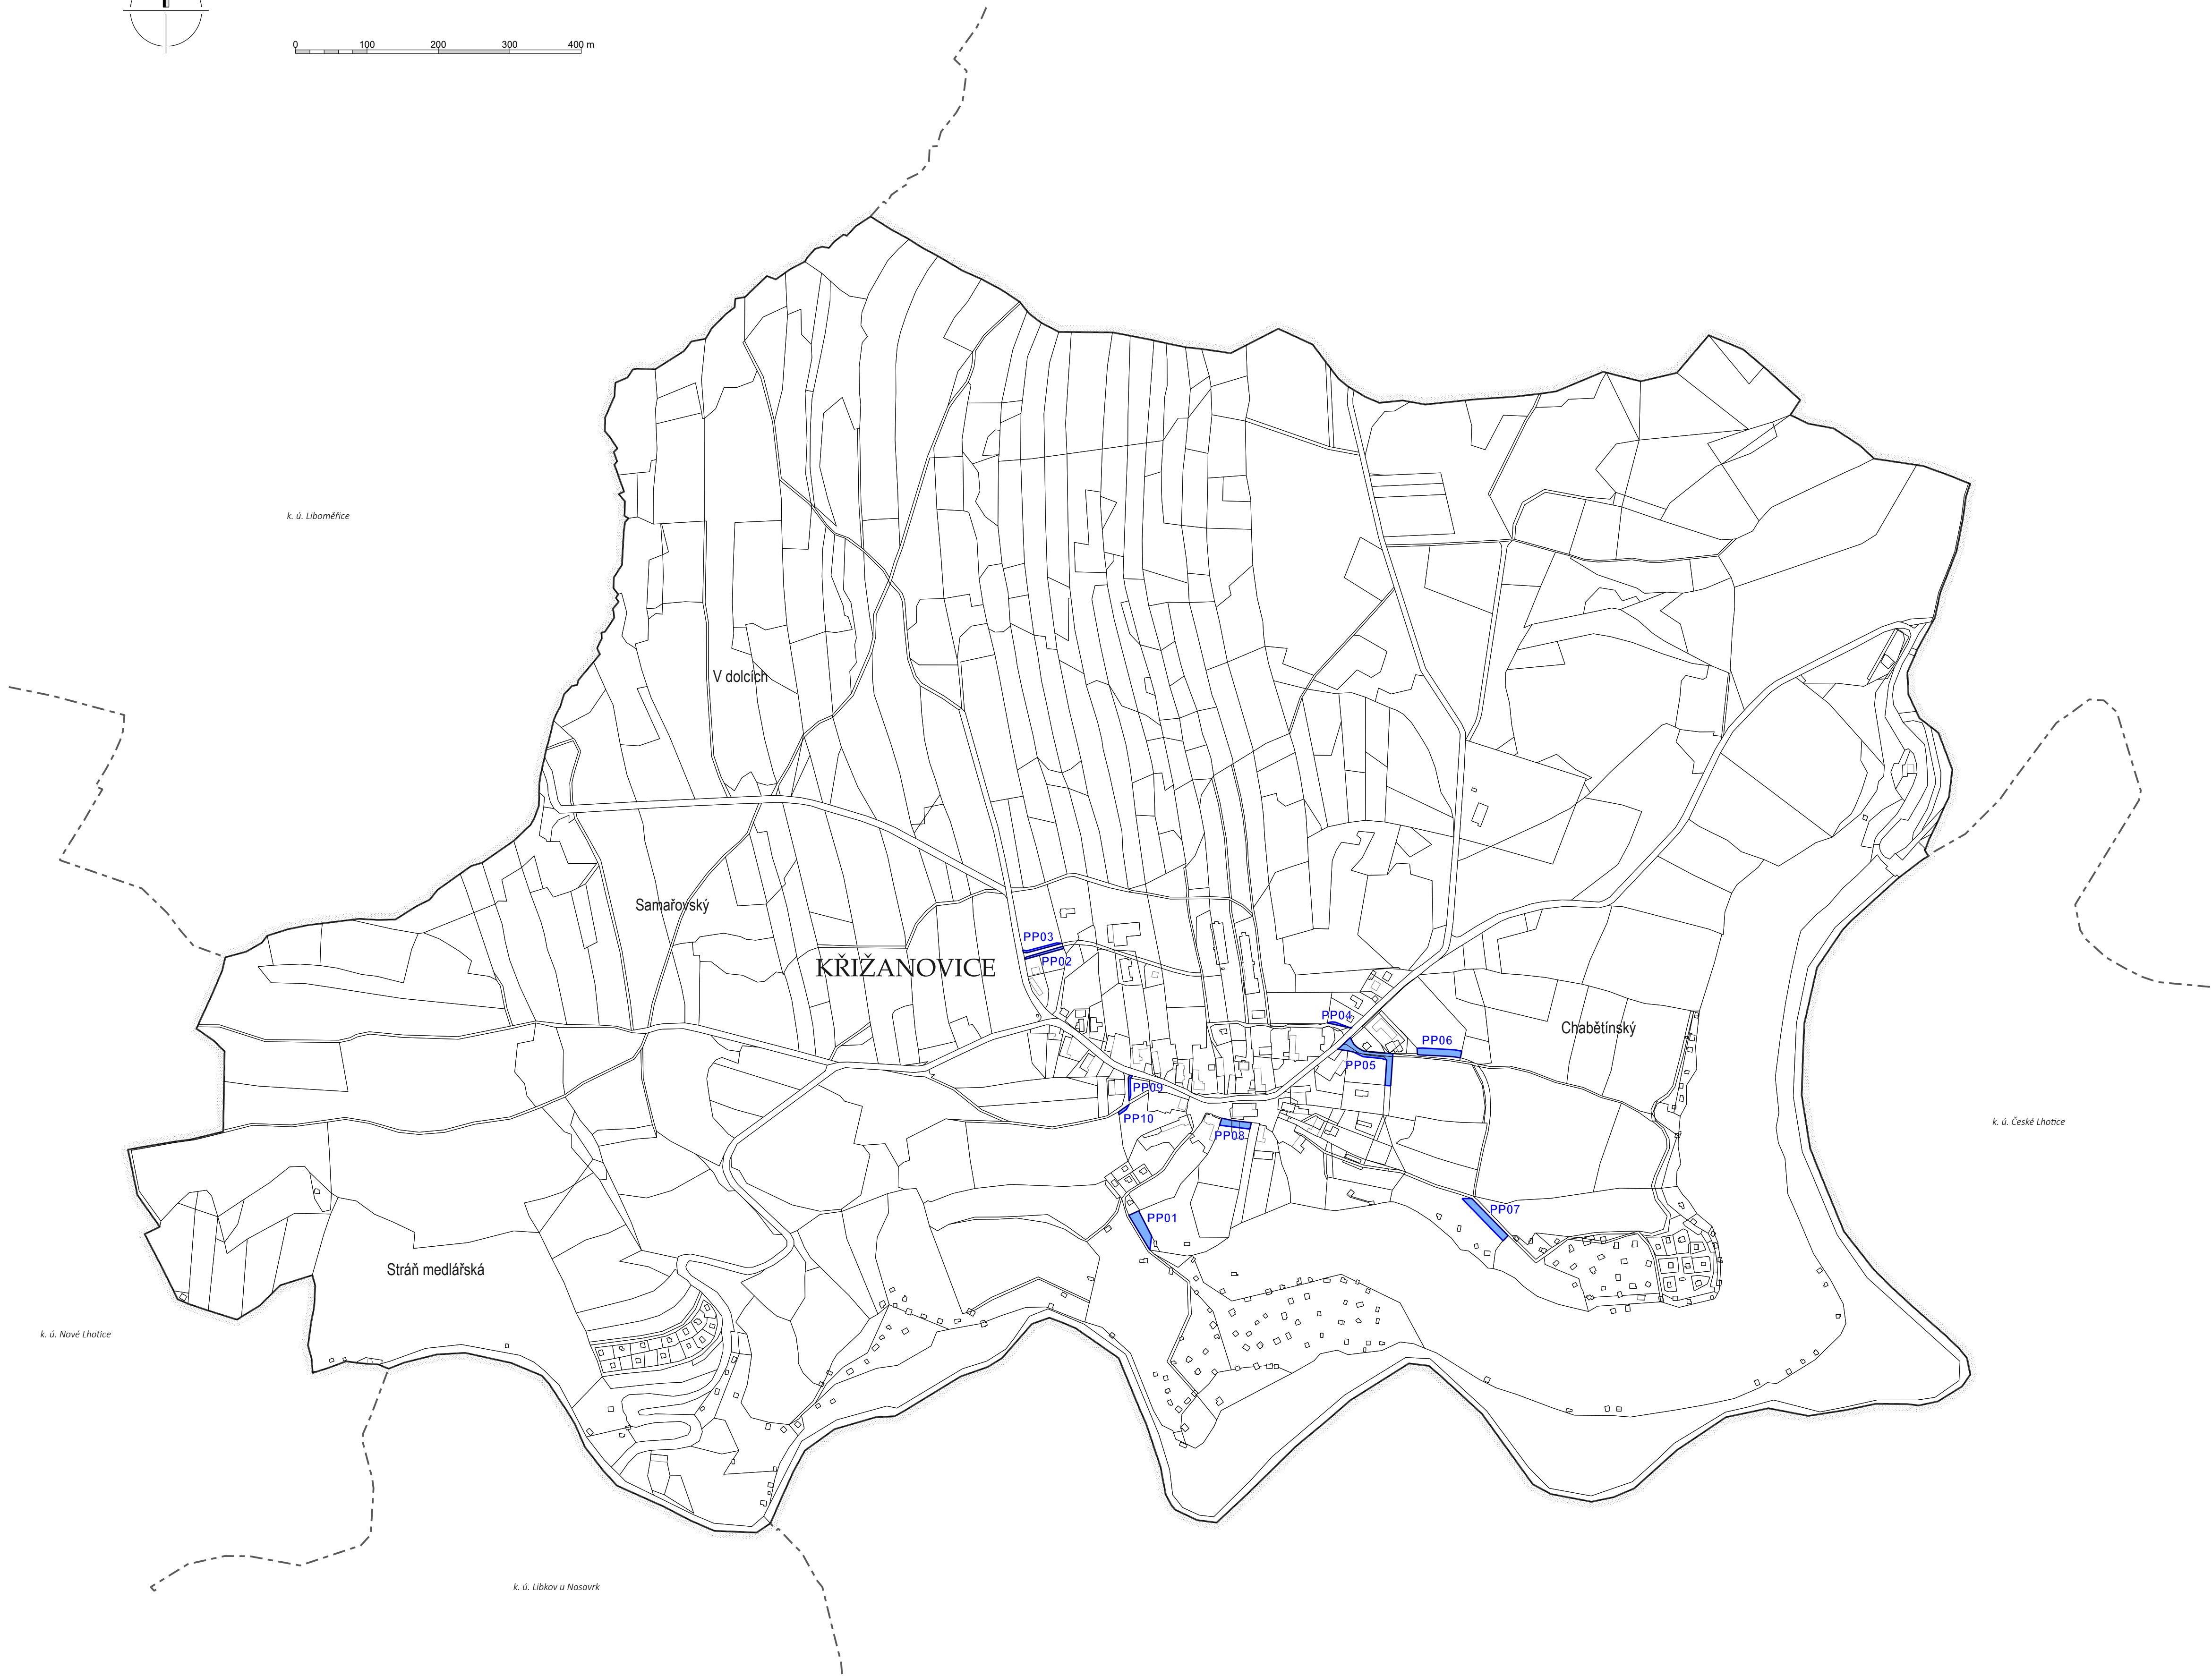 0 100 200 300 400 m
k. ú. Liboměřice
V dolcích
Samařovský
PP03
PP02
KŘIŽANOVICE
PP04
Chabětínský
PP06
PP05
PP09
PP10
PP08
k. ú. České Lhotice
PP07
PP01
Stráň medlářská
k. ú. Nové Lhotice
k. ú. Libkov u Nasavrk